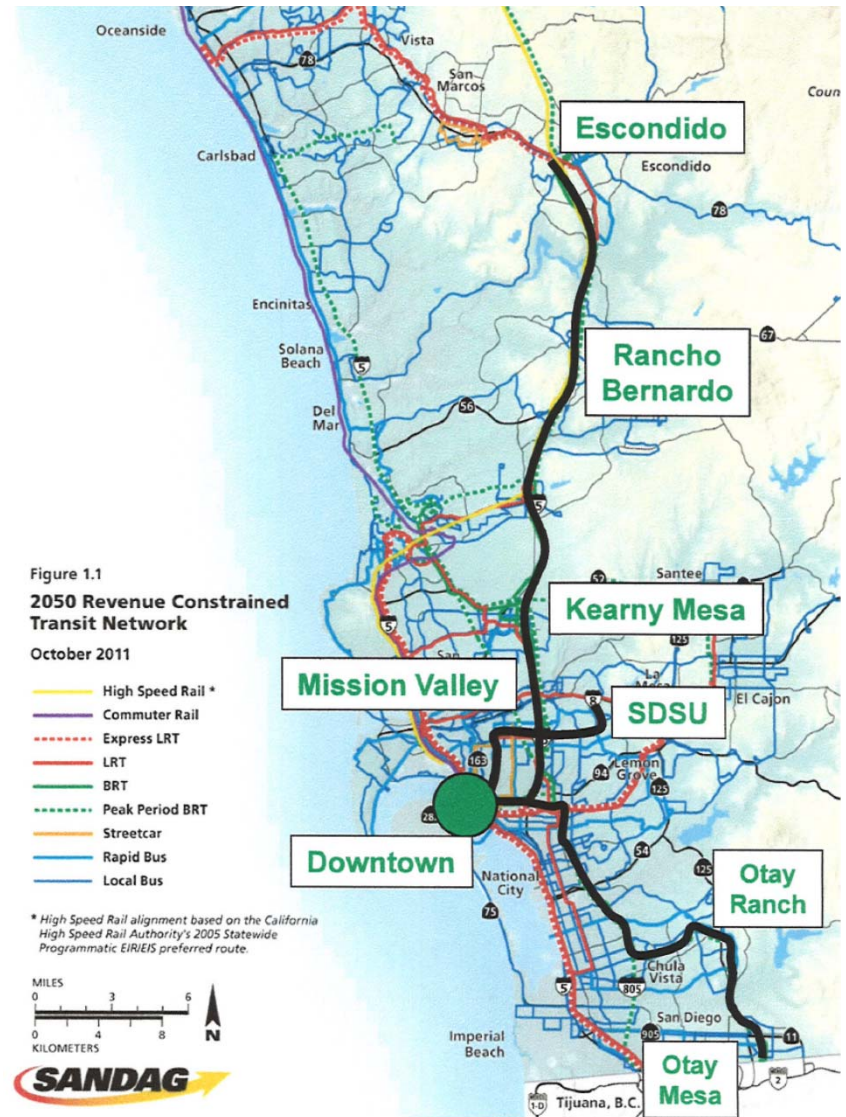 Oceanside
Vista
78
San
Marcos
Coun
Escondido
Carlsbad
Escondido
78
Encinitas
67
Solana
Beach
5
Rancho
Bernardo
Del
Mar
56
5
Figure 1.1
2050 Revenue Constrained
Transit Network
October 2011
52
Santee
Kearny Mesa
125
5
San
La
Mesa
Mission Valley
8
SDSU
El Cajon
High Speed Rail *
Commuter Rail
Express LRT
LRT
BRT
Peak Period BRT
Streetcar
Rapid Bus
Local Bus
163
94
Lemon
Grove
125
Downtown
54
125
National
City
75
Otay
Ranch
* High Speed Rail alignment based on the California
High Speed Rail Authority's 2005 Statewide
Programmatic EIR/EIS preferred route.
Chula
Vista
5
805
MILES
0 3 6
0 4 8
KILOMETERS
N
San Diego
905
11
Imperial
Beach
Otay
Mesa
SANDAG
1-D
Tijuana, B.C.
2